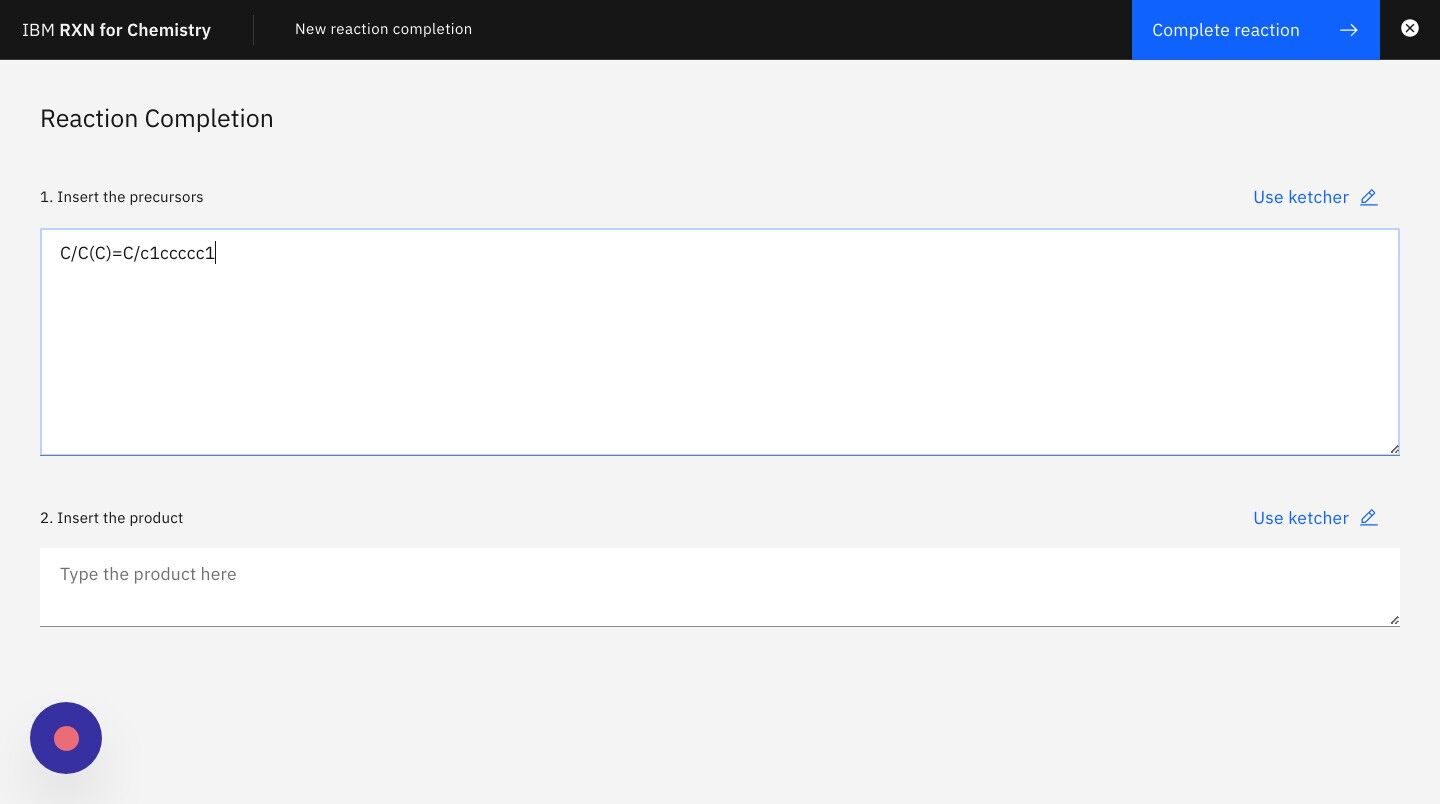 IBM RXN for Chemistry
New reaction completion
Complete reaction
Reaction Completion
1. Insert the precursors
Use ketcher
C/C(C)=C/c1ccccc1
2. Insert the product
Use ketcher
Type the product here